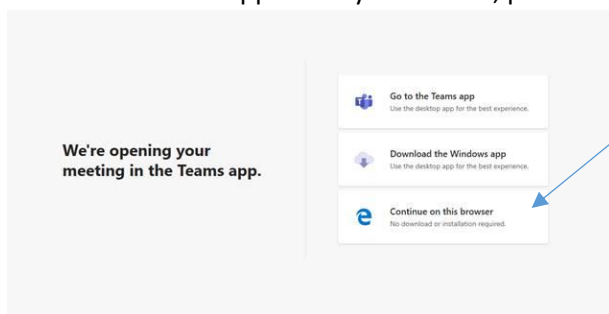 We're opening your
meeting in the Teams app.
Go to the Teams app
Use the desktop app for the best experience.
Download the Windows app
Use the desktop app for the best experience.
Continue on this browser
No download or installation required.